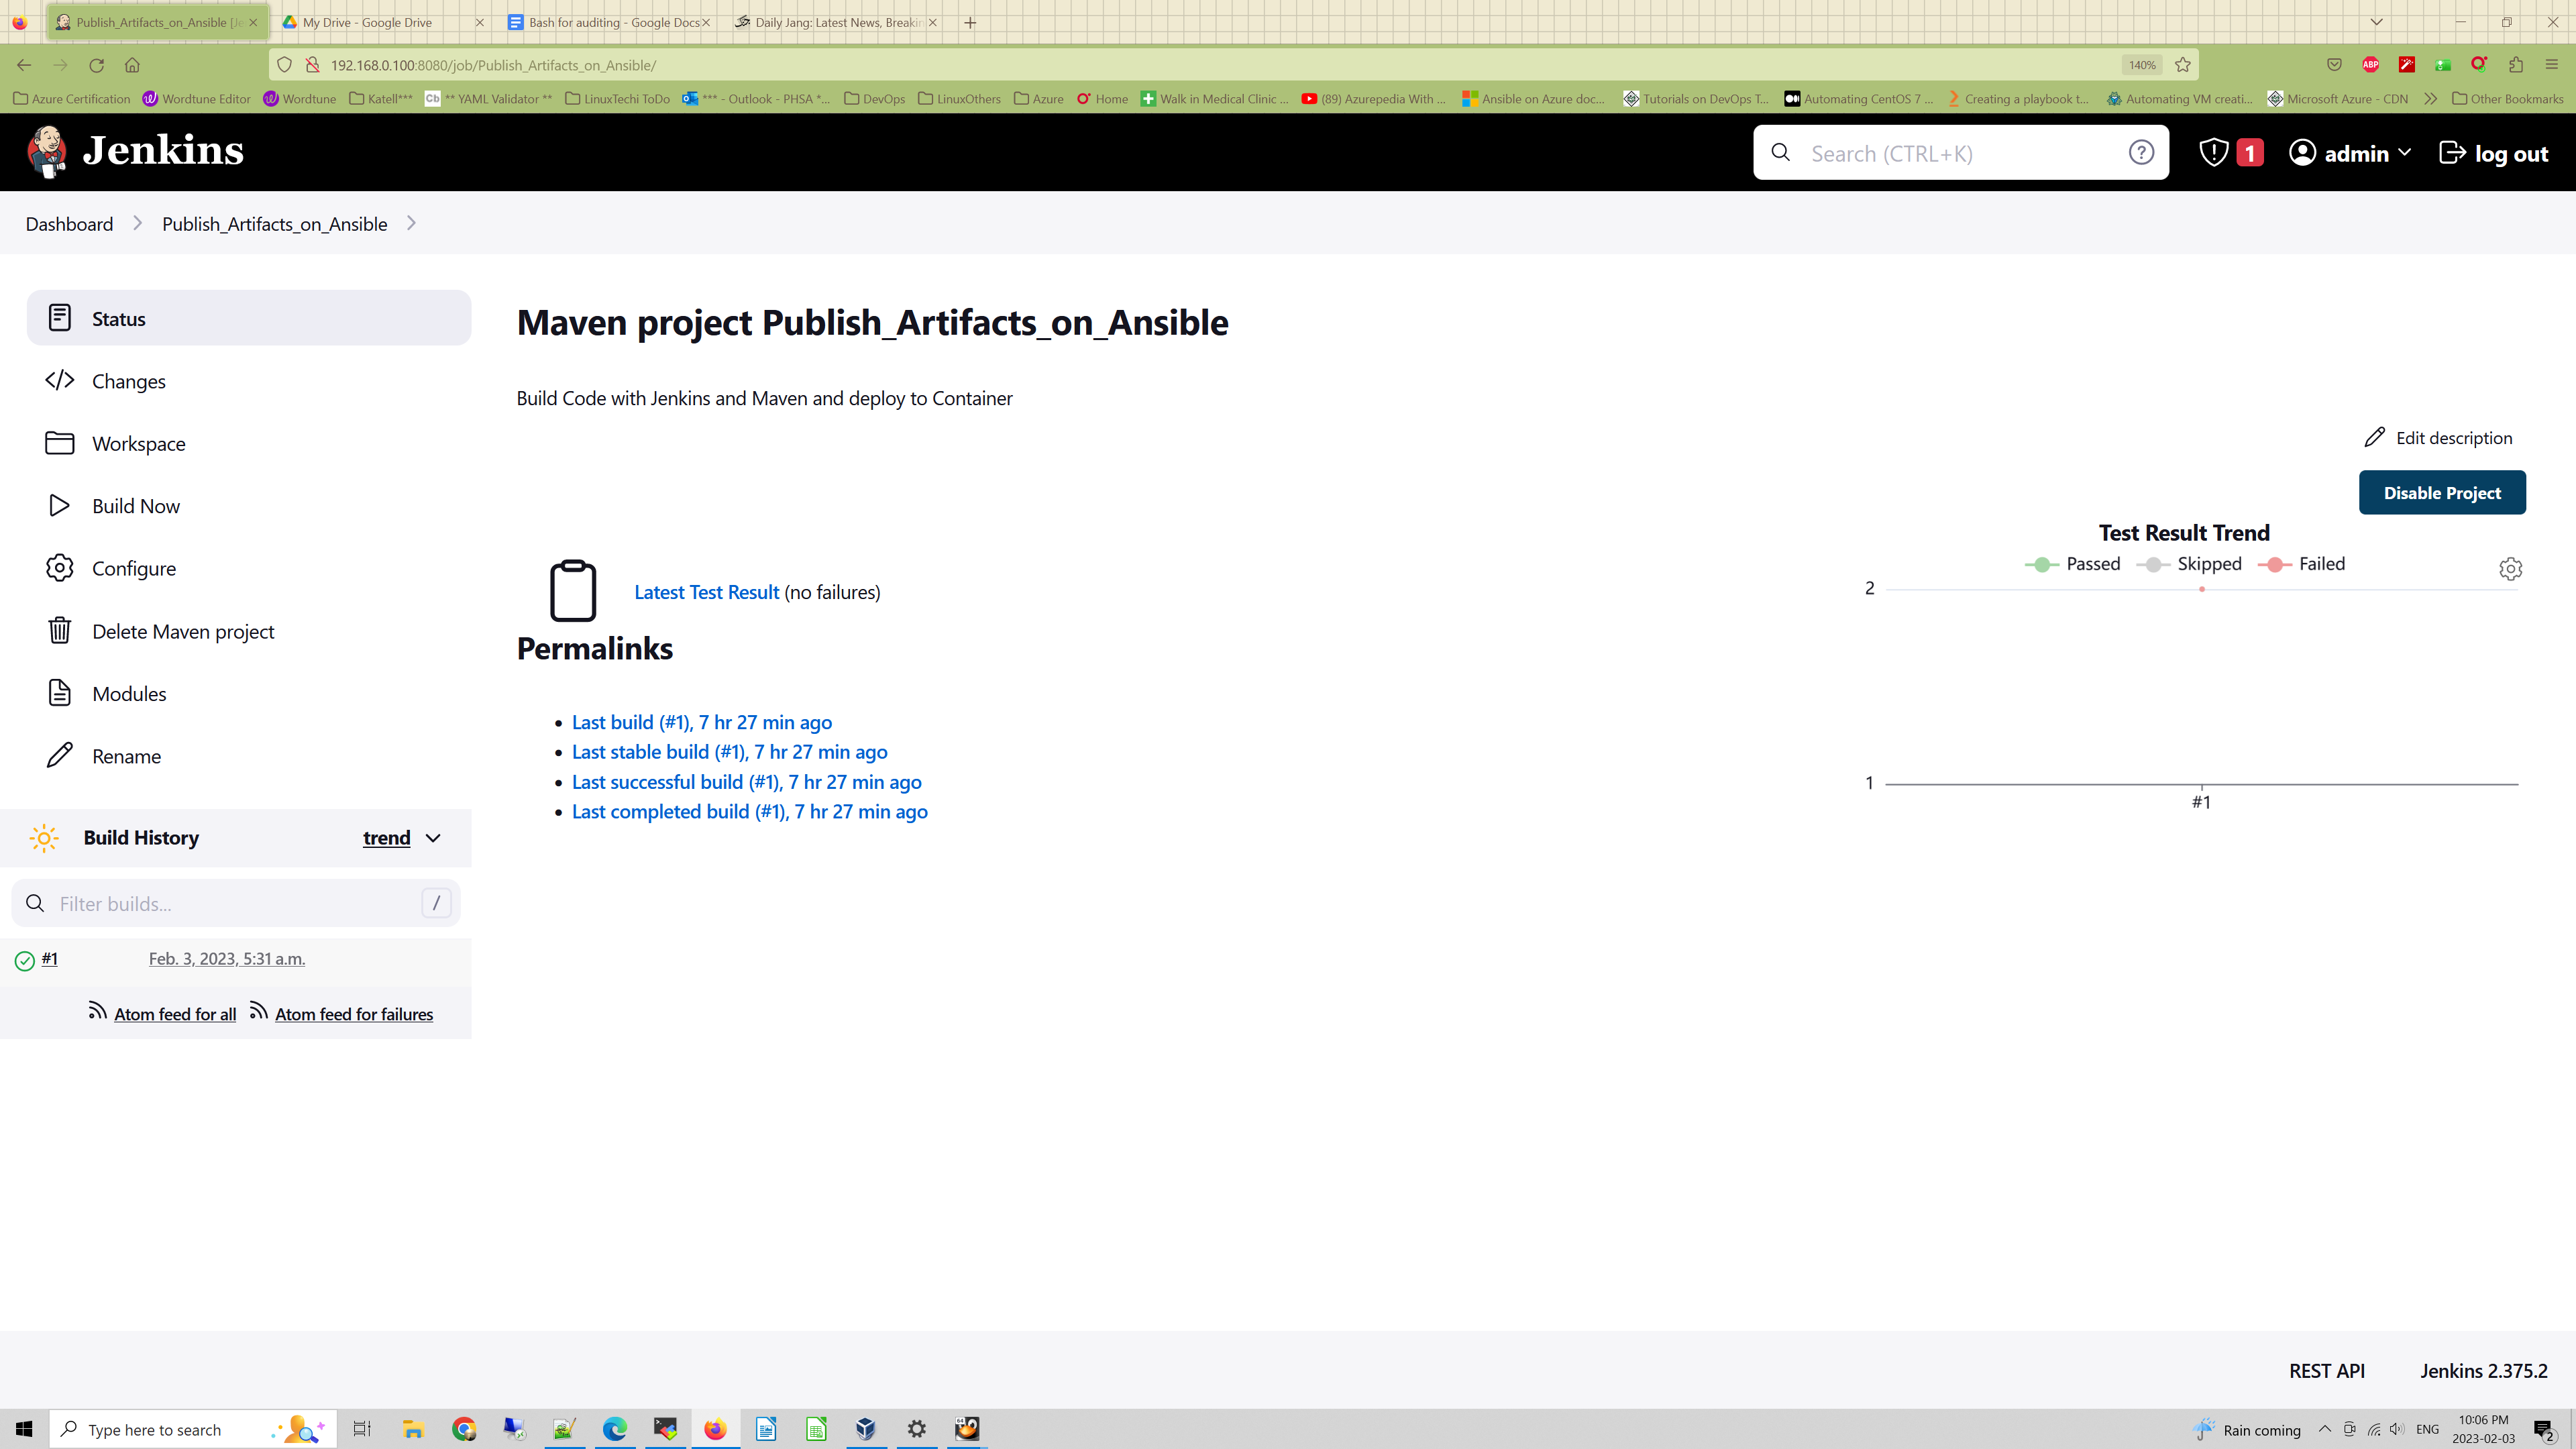 Publish_Artifacts_on_Ansible [Je
My Drive - Google Drive
Bash for auditing - Google Docs
Daily Jang: Latest News, Breakin
192.168.0.100:8080/job/Publish_Artifacts_on_Ansible/
140%
ABP
Azure Certification
Wordtune Editor
Wordtune
Katell***
Cb
** YAML Validator **
LinuxTechi ToDo
*** - Outlook - PHSA *...
DevOps
LinuxOthers
Azure
Home
Walk in Medical Clinic ...
(89) Azurepedia With ...
Ansible on Azure doc...
Tutorials on DevOps T...
Automating CentOS 7 ...
Creating a playbook t...
Automating VM creati...
Microsoft Azure - CDN
Other Bookmarks
Jenkins
Search (CTRL+K)
?
1
admin
log out
Dashboard
Publish_Artifacts_on_Ansible
Status
Changes
Workspace
Build Now
Configure
Delete Maven project
Modules
Rename
Build History
trend
Filter builds...
/
#1
Feb. 3, 2023, 5:31 a.m.
Atom feed for all
Atom feed for failures
Maven project Publish_Artifacts_on_Ansible
Build Code with Jenkins and Maven and deploy to Container
Edit description
Disable Project
Latest Test Result (no failures)
Permalinks
Last build (#1), 7 hr 27 min ago
Last stable build (#1), 7 hr 27 min ago
Last successful build (#1), 7 hr 27 min ago
Last completed build (#1), 7 hr 27 min ago
Test Result Trend
Passed
Skipped
Failed
2
1
#1
REST API
Jenkins 2.375.2
Type here to search
Rain coming
ENG
10:06 PM
2023-02-03
2